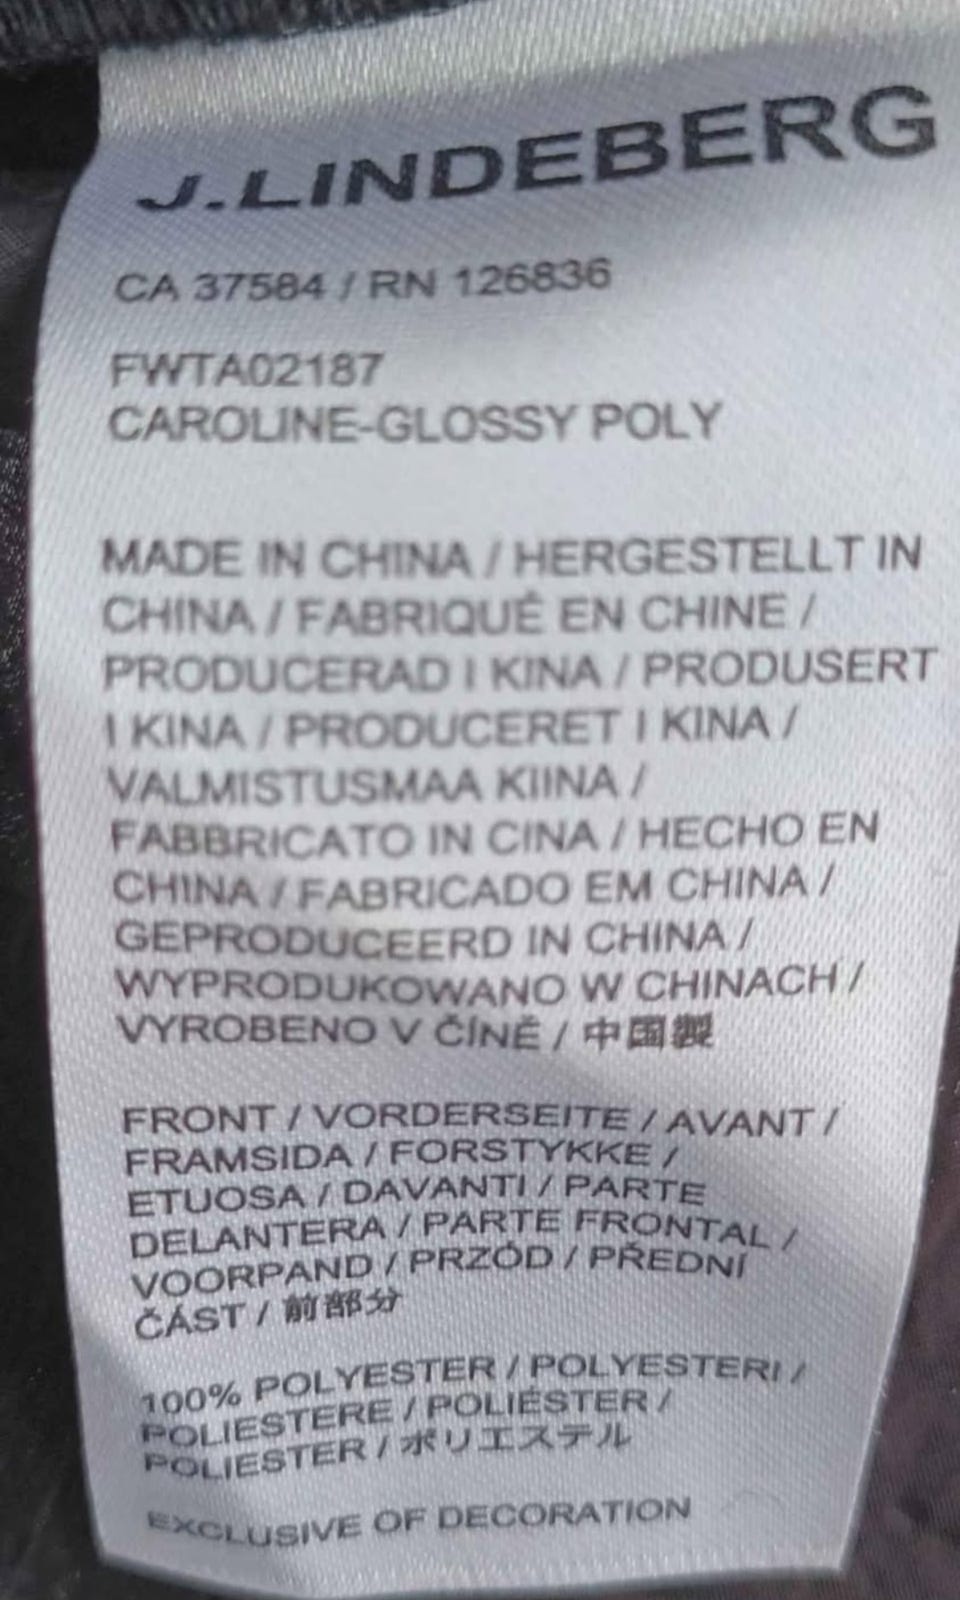 J.LINDEBERG
CA 37584 / RN 126836
FWTA02187
CAROLINE-GLOSSY POLY
MADE IN CHINA / HERGESTELLT IN
CHINA / FABRIQUÉ EN CHINE /
PRODUCERAD I KINA / PRODUSERT
I KINA / PRODUCERET I KINA /
VALMISTUSMAA KIINA /
FABBRICATO IN CINA / HECHO EN
CHINA / FABRICADO EM CHINA /
GEPRODUCEERD IN CHINA /
WYPRODUKOWANO W CHINACH /
VYROBENO V ČÍNĚ / 中国製
FRONT / VORDERSEITE / AVANT /
FRAMSIDA / FORSTYKKE /
ETUOSA / DAVANTI / PARTE
DELANTERA / PARTE FRONTAL /
VOORPAND / PRZÓD / PŘEDNÍ
ČÁST / 前部分
100% POLYESTER / POLYESTERI /
POLIESTERE / POLIÉSTER /
POLIESTER / ポリエステル
EXCLUSIVE OF DECORATION